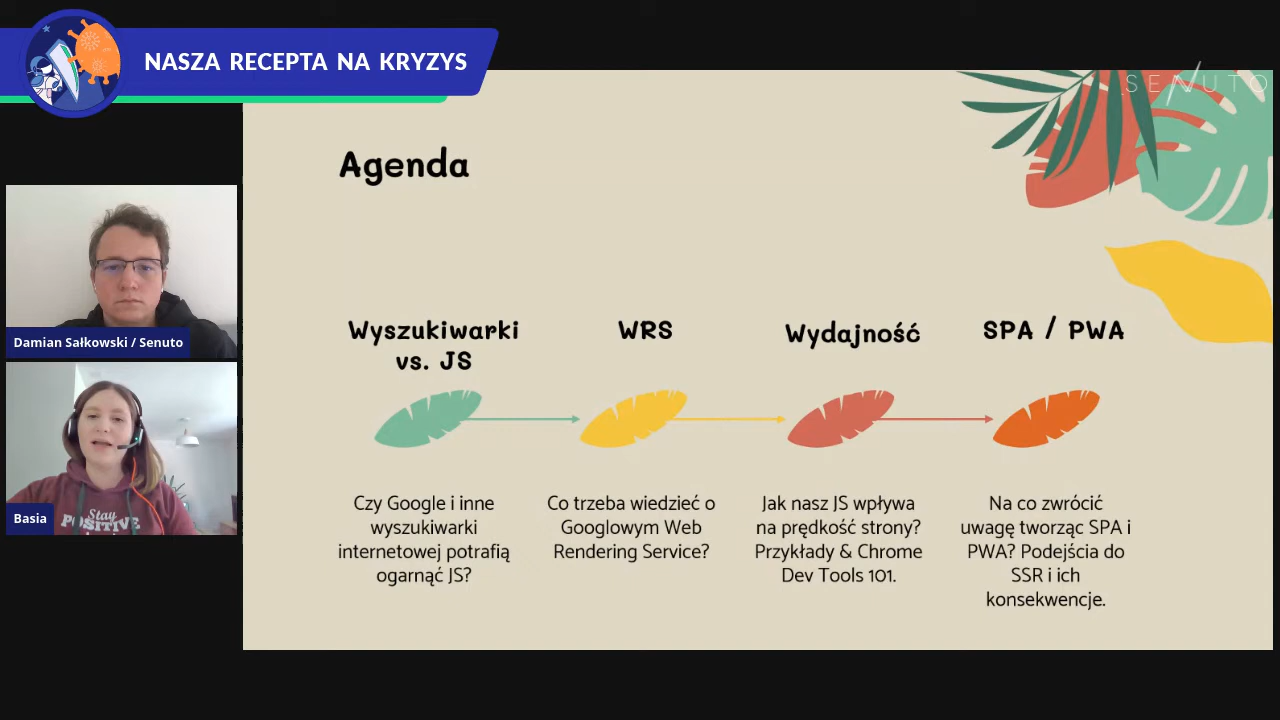 NASZA RECEPTA NA KRYZYS
SENUTO
Agenda
Damian Sałkowski / Senuto
Basia
Stay
POSITIVE
Wyszukiwarki
vs. JS
WRS
Wydajność
SPA / PWA
Czy Google i inne
wyszukiwarki
internetowej potrafią
ogarnąć JS?
Co trzeba wiedzieć o
Googlowym Web
Rendering Service?
Jak nasz JS wpływa
na prędkość strony?
Przykłady & Chrome
Dev Tools 101.
Na co zwrócić
uwagę tworząc SPA i
PWA? Podejścia do
SSR i ich
konsekwencje.